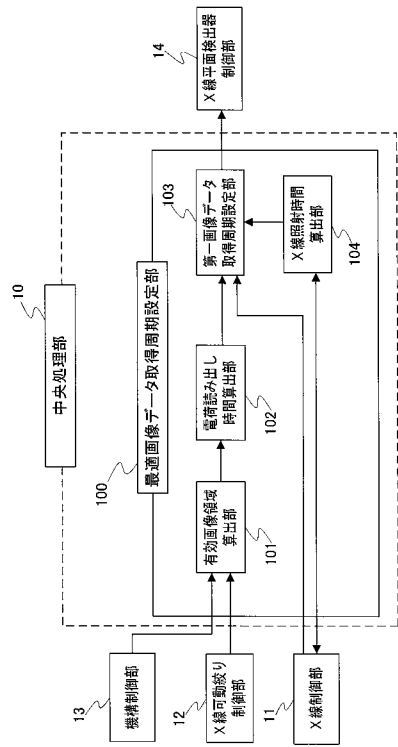 10
中央処理部
100
最適画像データ取得周期設定部
13
機構制御部
12
X線可動絞り
制御部
11
X線制御部
有効画像領域
算出部
101
電荷読み出し
時間算出部
102
103
第一画像データ
取得周期設定部
X線照射時間
算出部
104
14
X線平面検出器
制御部